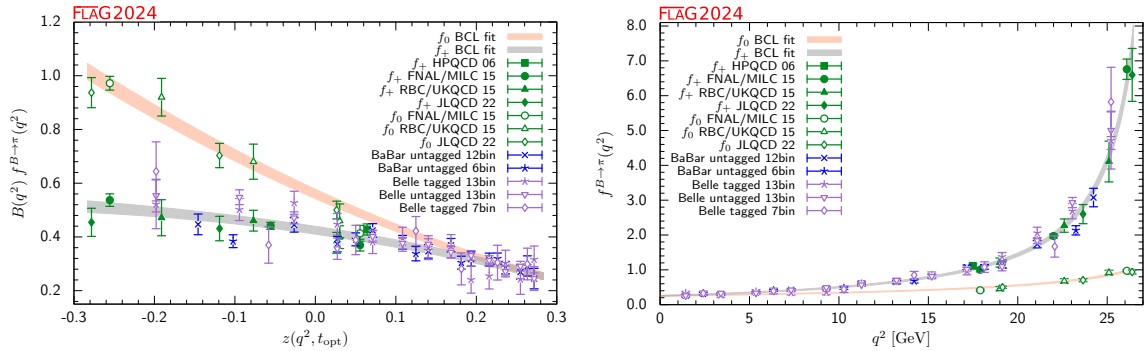 FLAG2024
B(q² ) f^{B→π}(q²)
1.2
1.0
0.8
0.6
0.4
0.2
f₀ BCL fit
f₊ BCL fit
f₊ HPQCD 06
f₊ FNAL/MILC 15
f₊ RBC/UKQCD 15
f₊ JLQCD 22
f₀ FNAL/MILC 15
f₀ RBC/UKQCD 15
f₀ JLQCD 22
BaBar untagged 12bin
BaBar untagged 6bin
Belle tagged 13bin
Belle untagged 13bin
Belle tagged 7bin
-0.3 -0.2 -0.1 0.0 0.1 0.2 0.3
z(q², t_opt)
FLAG2024
f^{B→π}(q²)
8.0
7.0
6.0
5.0
4.0
3.0
2.0
1.0
0.0
f₀ BCL fit
f₊ BCL fit
f₊ HPQCD 06
f₊ FNAL/MILC 15
f₊ RBC/UKQCD 15
f₊ JLQCD 22
f₀ FNAL/MILC 15
f₀ RBC/UKQCD 15
f₀ JLQCD 22
BaBar untagged 12bin
BaBar untagged 6bin
Belle tagged 13bin
Belle untagged 13bin
Belle tagged 7bin
0 5 10 15 20 25
q² [GeV]